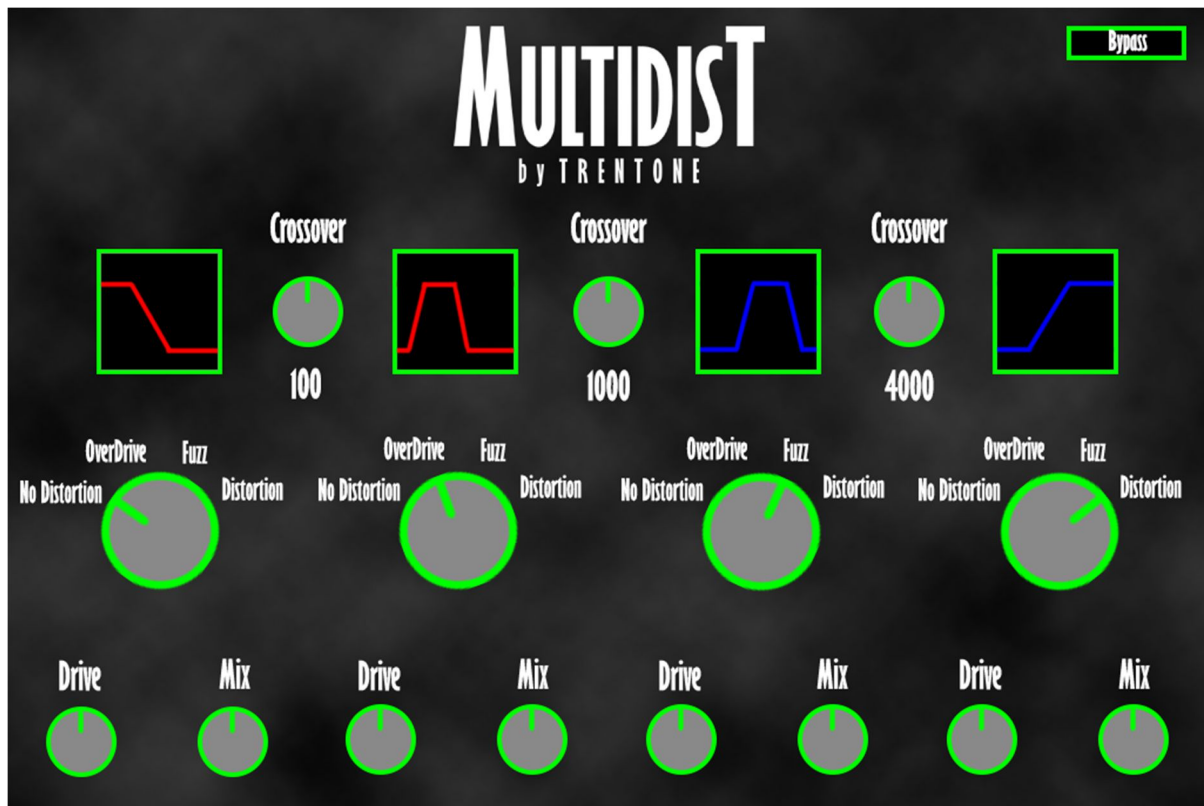 Bypass
MULTIDIST
by TRENTONE
Crossover
Crossover
Crossover
100
1000
4000
OverDrive Fuzz
No Distortion Distortion
OverDrive Fuzz
No Distortion Distortion
OverDrive Fuzz
No Distortion Distortion
OverDrive Fuzz
No Distortion Distortion
Drive
Mix
Drive
Mix
Drive
Mix
Drive
Mix